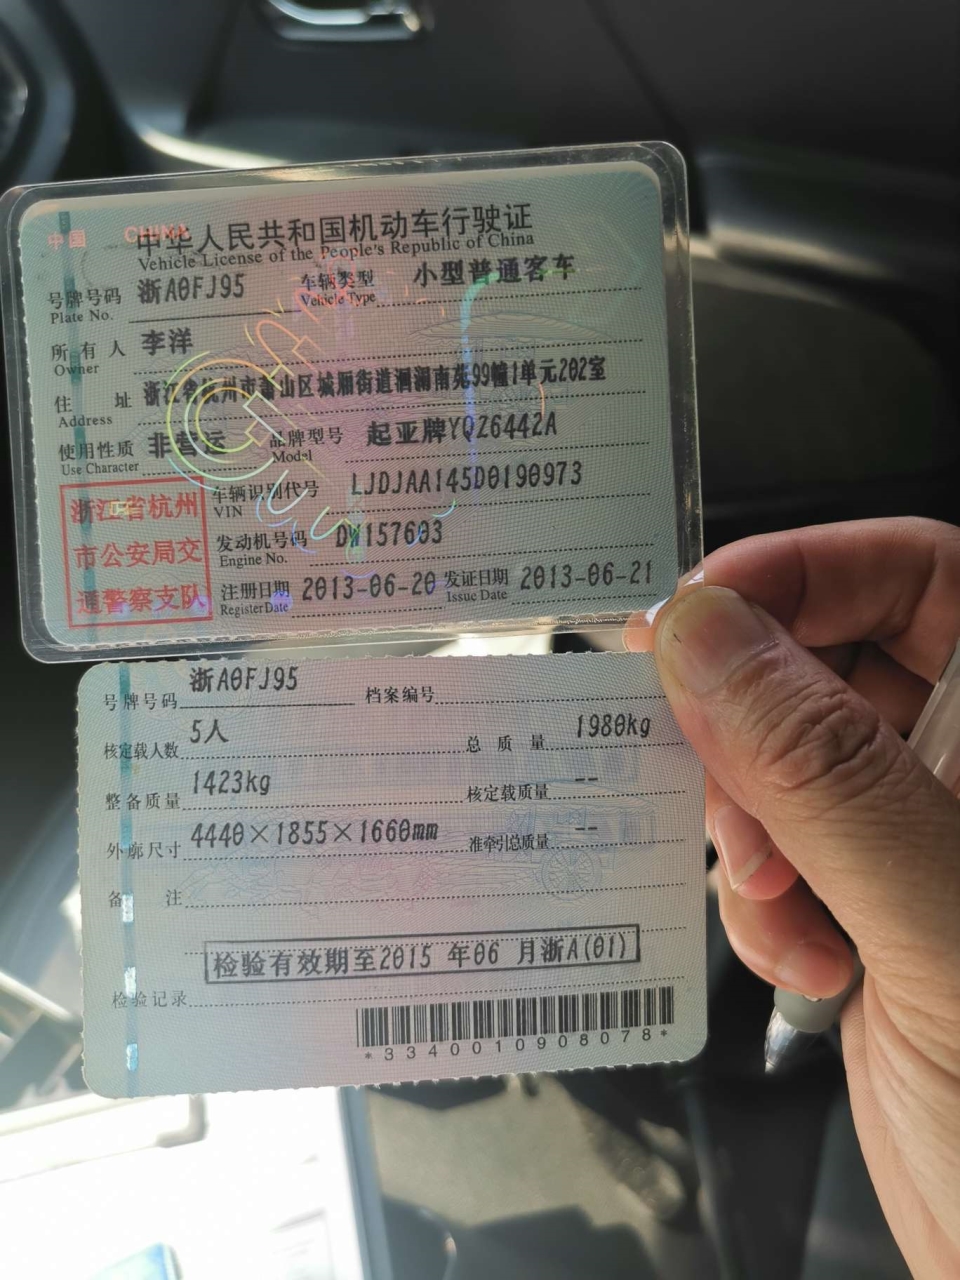 中国 CHINA
中华人民共和国机动车行驶证
Vehicle License of the People's Republic of China
号牌号码 浙A0FJ95 车辆类型 小型普通客车
Plate No. Vehicle Type
所有人 李洋
Owner
住址 浙江省杭州市萧山区城厢街道湘南苑99幢1单元202室
Address
使用性质 非营运 品牌型号 起亚牌YQZ6442A
Use Character Model
浙江省杭州 车辆识别代号 LJDJAA145D0190973
VIN
市公安局交 发动机号码 DW157603
Engine No.
通警察支队 注册日期 2013-06-20 发证日期 2013-06-21
Register Date Issue Date
号牌号码 浙A0FJ95 档案编号
核定载人数 5人 总质量 1980kg
整备质量 1423kg 核定载质量 --
外廓尺寸 4440×1855×1660mm 准牵引总质量 --
备注
检验有效期至2015 年06 月浙A(01)
检验记录
*3340010908078*